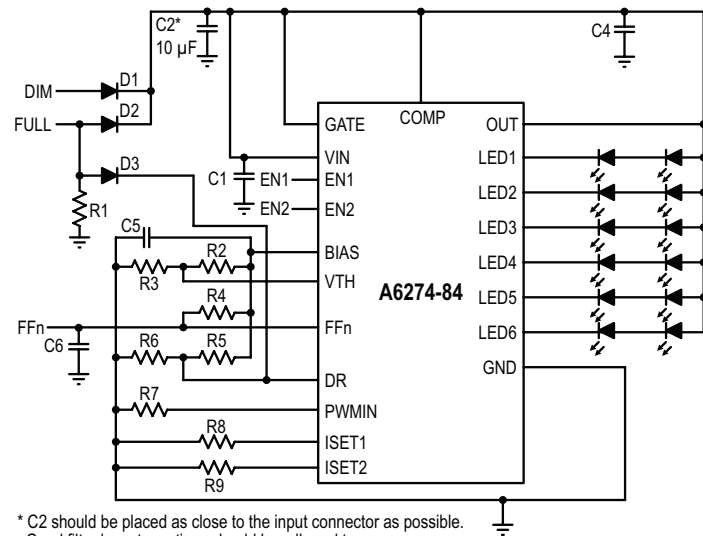 C2*
10 µF
C4
DIM
D1
FULL
D2
D3
R1
C1
EN1
EN2
GATE
COMP
OUT
VIN
LED1
EN1
LED2
EN2
LED3
C5
R2
R3
BIAS
LED4
VTH
A6274-84
R4
LED5
FFn
C6
FFn
LED6
R6
R5
GND
DR
R7
PWMIN
R8
ISET1
ISET2
R9
* C2 should be placed as close to the input connector as possible.